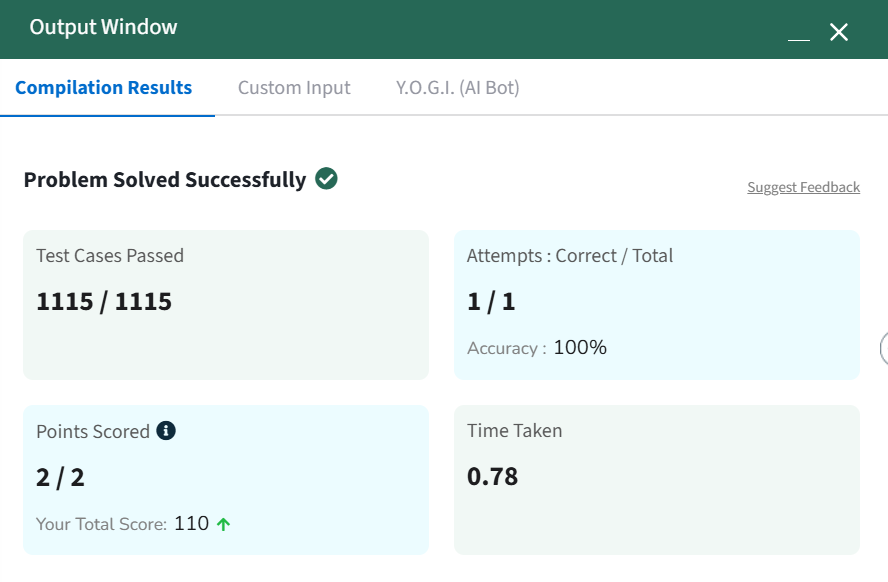 Output Window
Compilation Results
Custom Input
Y.O.G.I. (AI Bot)
Problem Solved Successfully
Suggest Feedback
Test Cases Passed
1115 / 1115
Attempts : Correct / Total
1 / 1
Accuracy : 100%
Points Scored
2 / 2
Your Total Score: 110
Time Taken
0.78